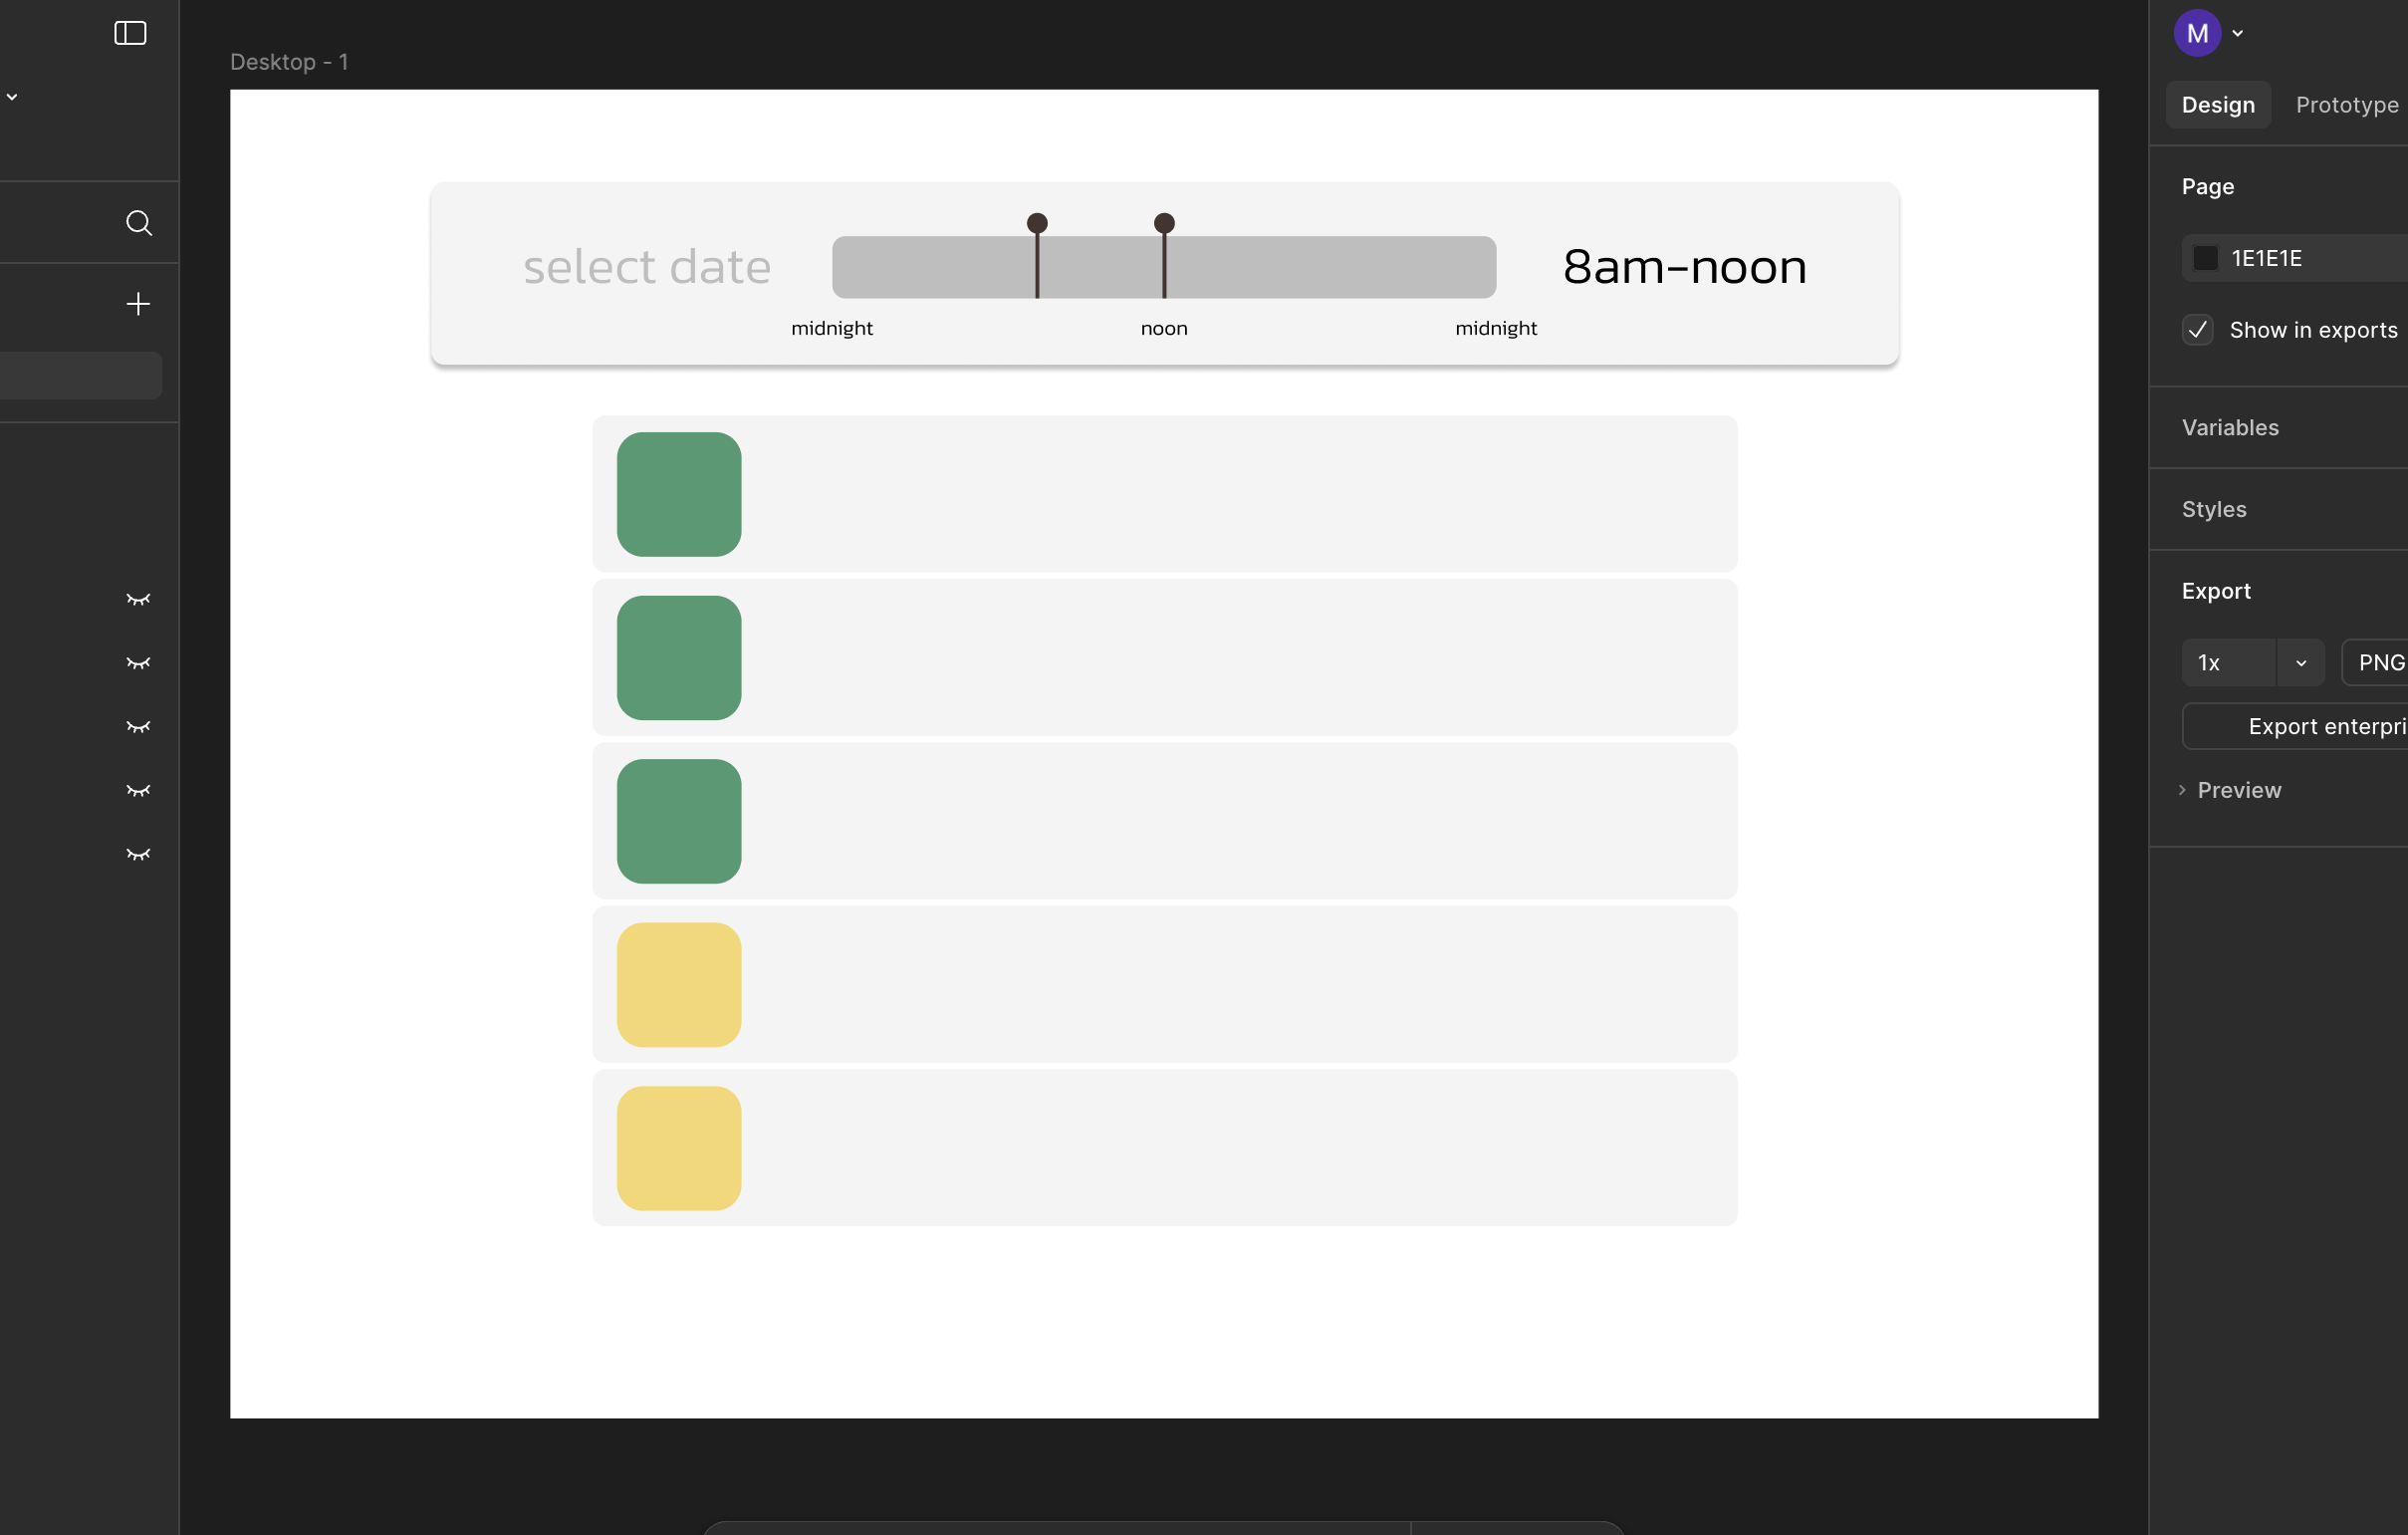 Desktop - 1
M
Design Prototype
select date
8am–noon
midnight noon midnight
Page
1E1E1E
Show in exports
Variables
Styles
Export
1x PNG
Export enterpri
Preview